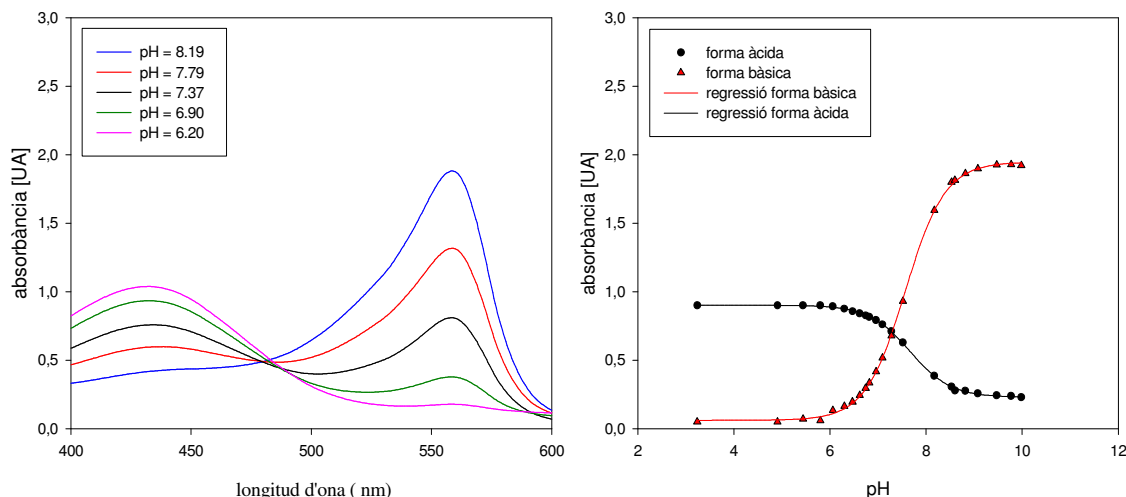 3,0
2,5
2,0
1,5
1,0
0,5
0,0
absorbància [UA]
pH = 8.19
pH = 7.79
pH = 7.37
pH = 6.90
pH = 6.20
400
450
500
550
600
longitud d'ona ( nm)
3,0
2,5
2,0
1,5
1,0
0,5
0,0
absorbància [UA]
forma àcida
forma bàsica
regressió forma bàsica
regressió forma àcida
2
4
6
8
10
12
pH